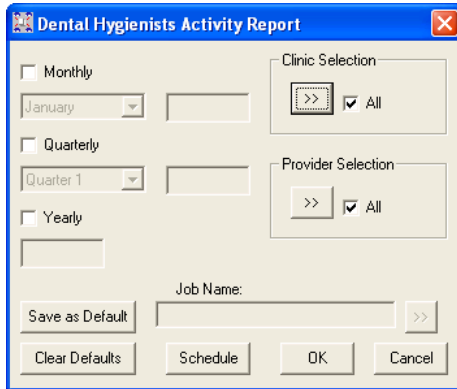 Dental Hygienists Activity Report
Monthly
January
Quarterly
Quarter 1
Yearly
Clinic Selection
>> All
Provider Selection
>> All
Job Name:
Save as Default >>
Clear Defaults Schedule OK Cancel